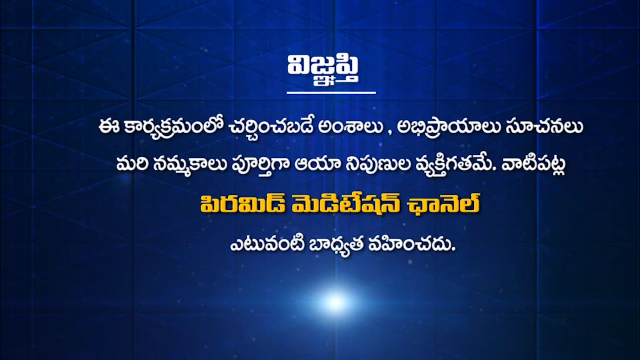 విజ్ఞప్తి
ఈ కార్యక్రమంలో చర్చించబడే అంశాలు , అభిప్రాయాలు సూచనలు
మరి నమ్మకాలు పూర్తిగా ఆయా నిపుణుల వ్యక్తిగతమే. వాటిపట్ల
పిరమిడ్ మెడిటేషన్ ఛానెల్
ఎటువంటి బాధ్యత వహించదు.